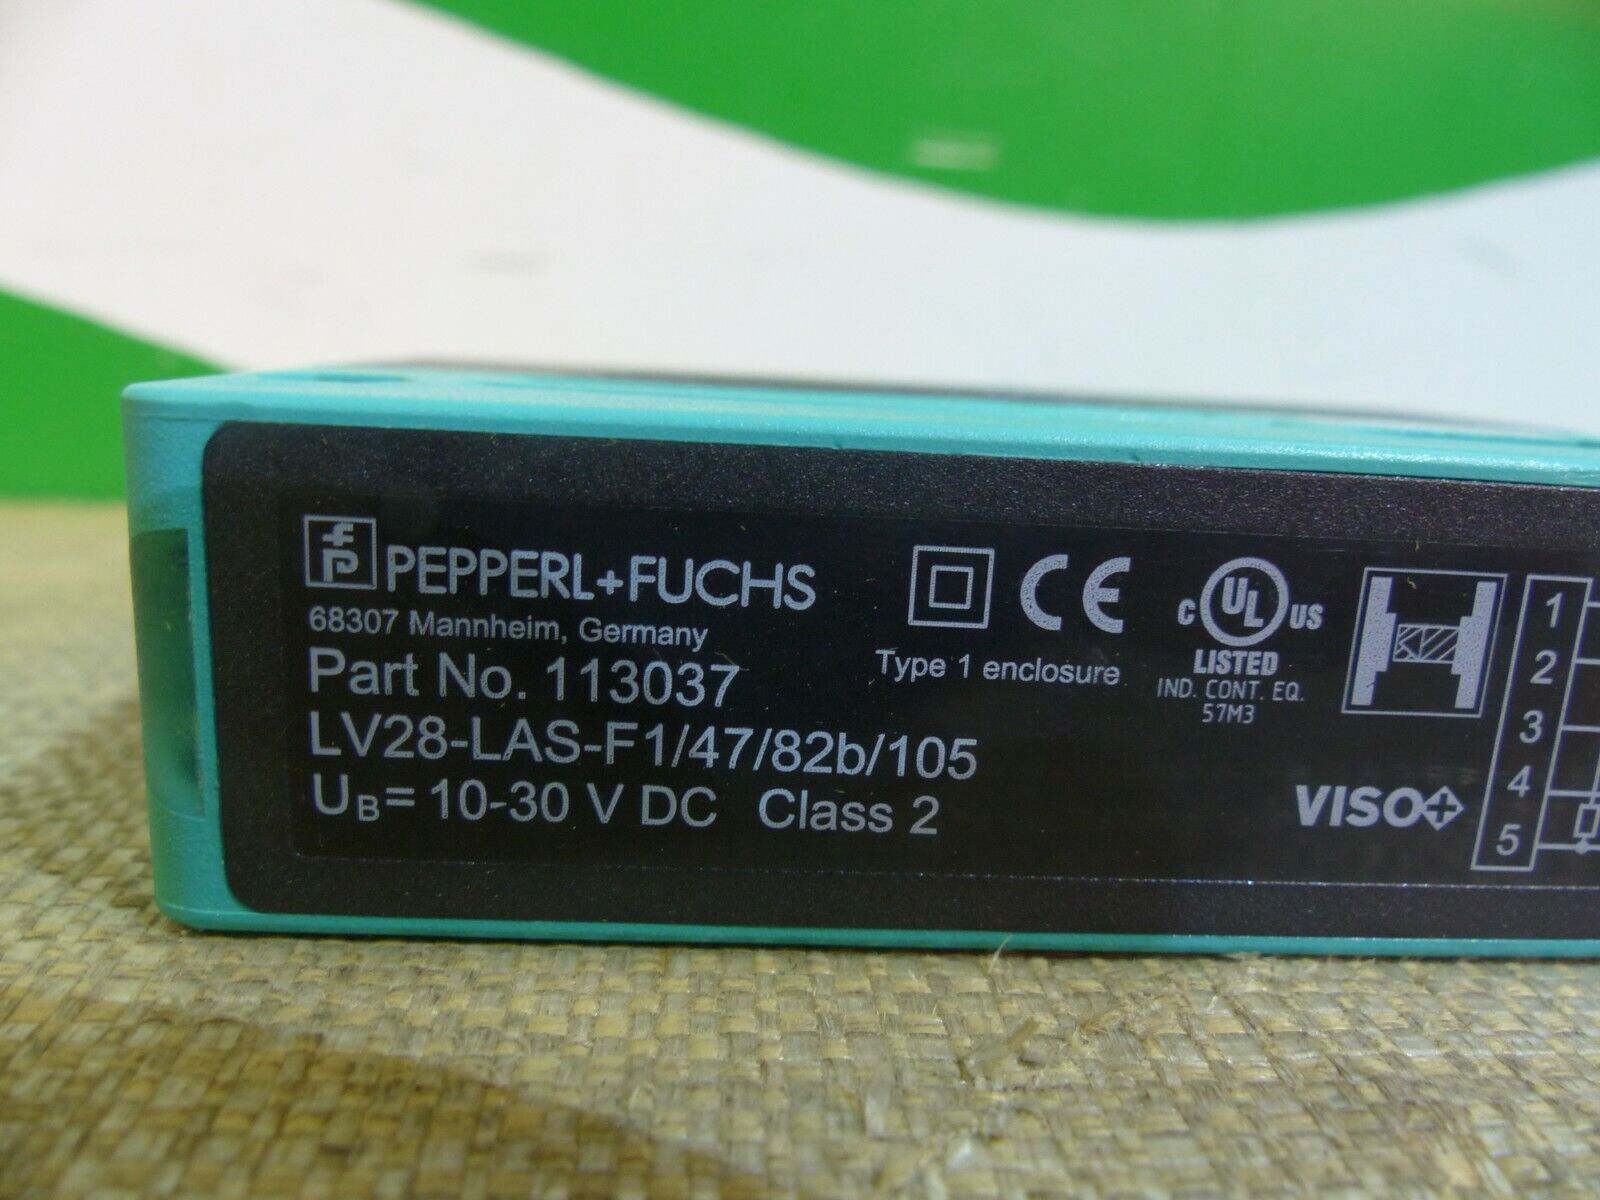 PEPPERL+FUCHS
68307 Mannheim, Germany
Part No. 113037
LV28-LAS-F1/47/82b/105
UB= 10-30 V DC Class 2
CE
Type 1 enclosure
C UL US
LISTED
IND. CONT. EQ.
57M3
VISO+
1
2
3
4
5